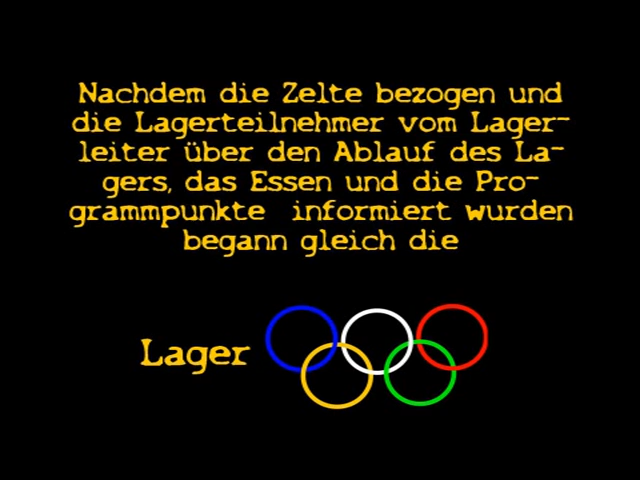 Nachdem die Zelte bezogen und
die Lagerteilnehmer vom Lager-
leiter über den Ablauf des La-
gers, das Essen und die Pro-
grammpunkte informiert wurden
begann gleich die
Lager